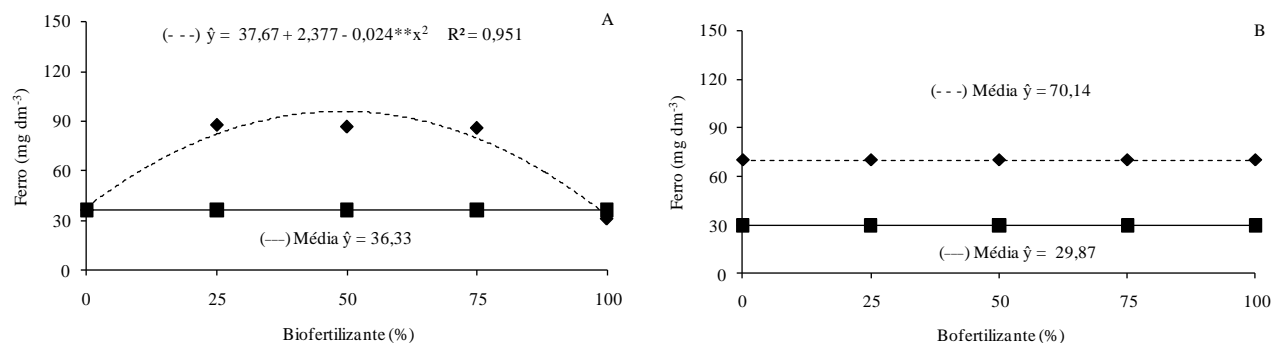 A
(- - -) ŷ = 37,67 + 2,377 - 0,024**x² R² = 0,951
150
120
90
60
30
0
Ferro (mg dm⁻³)
(—) Média ŷ = 36,33
0 25 50 75 100
Biofertilizante (%)
B
150
120
90
60
30
0
Ferro (mg dm⁻³)
(- - -) Média ŷ = 70,14
(—) Média ŷ = 29,87
0 25 50 75 100
Bofertilizante (%)